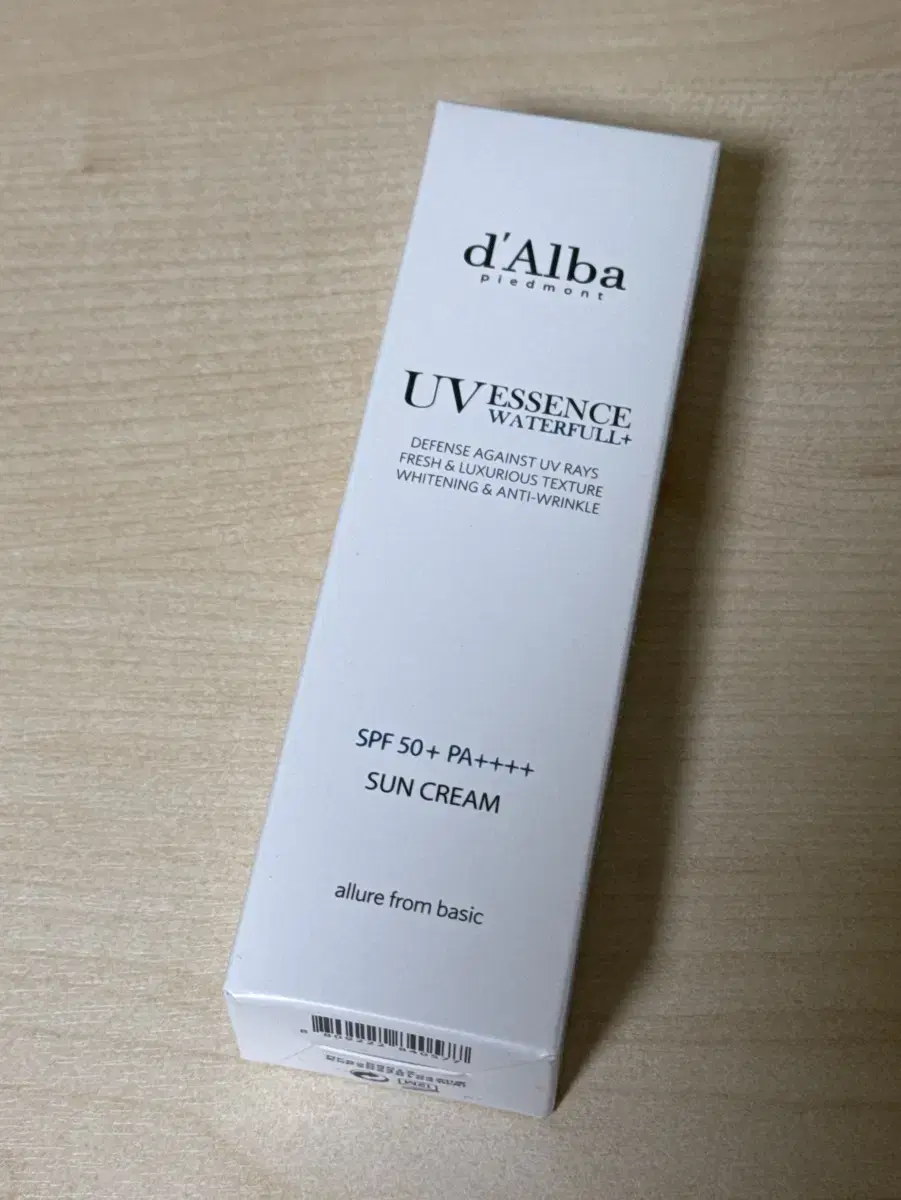 d'Alba
piedmont
UV ESSENCE
WATERFULL+
DEFENSE AGAINST UV RAYS
FRESH & LUXURIOUS TEXTURE
WHITENING & ANTI-WRINKLE
SPF 50+ PA++++
SUN CREAM
allure from basic